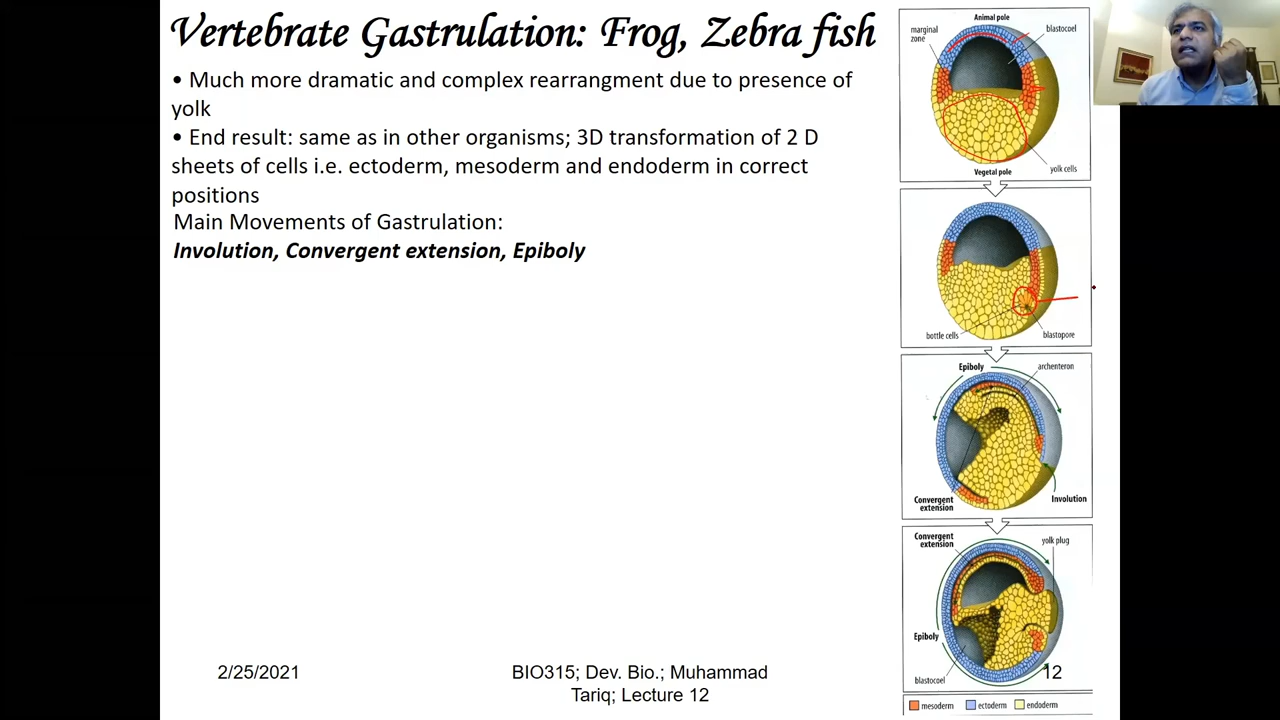 Vertebrate Gastrulation: Frog, Zebra fish
• Much more dramatic and complex rearrangment due to presence of
yolk
• End result: same as in other organisms; 3D transformation of 2 D
sheets of cells i.e. ectoderm, mesoderm and endoderm in correct
positions
Main Movements of Gastrulation:
Involution, Convergent extension, Epiboly
Animal pole
marginal
zone
blastocoel
yolk cells
Vegetal pole
bottle cells
blastopore
Epiboly
archenteron
Convergent
extension
Involution
Convergent
extension
yolk plug
Epiboly
blastocoel
mesoderm
ectoderm
endoderm
2/25/2021
BIO315; Dev. Bio.; Muhammad
Tariq; Lecture 12
12